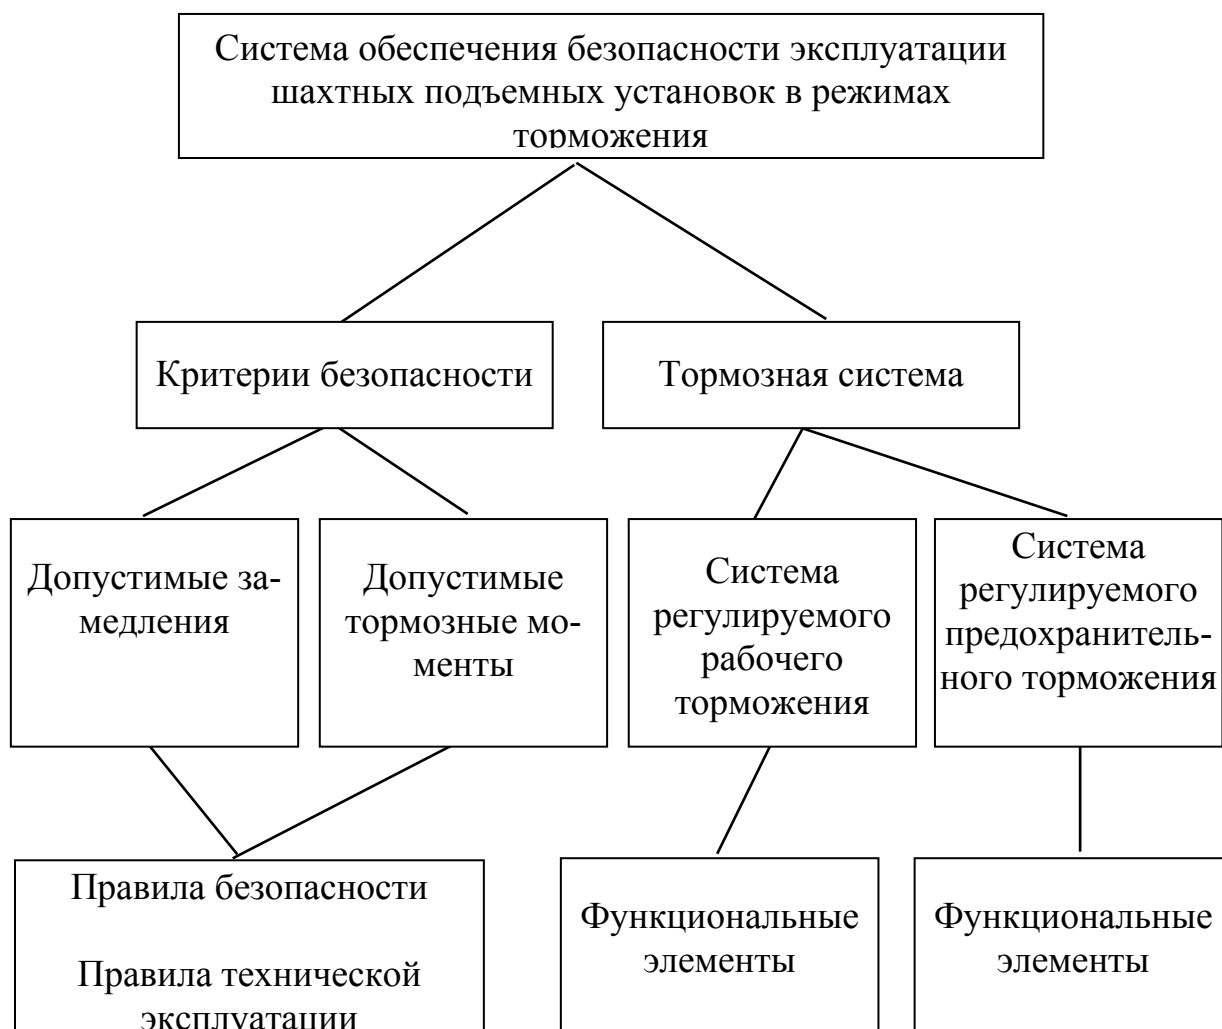 Система обеспечения безопасности эксплуатации
шахтных подъемных установок в режимах
торможения
Критерии безопасности
Тормозная система
Допустимые за-
медления
Допустимые
тормозные мо-
менты
Система
регулируемого
рабочего
торможения
Система
регулируемого
предохранитель-
ного торможения
Правила безопасности
Правила технической
эксплуатации
Функциональные
элементы
Функциональные
элементы